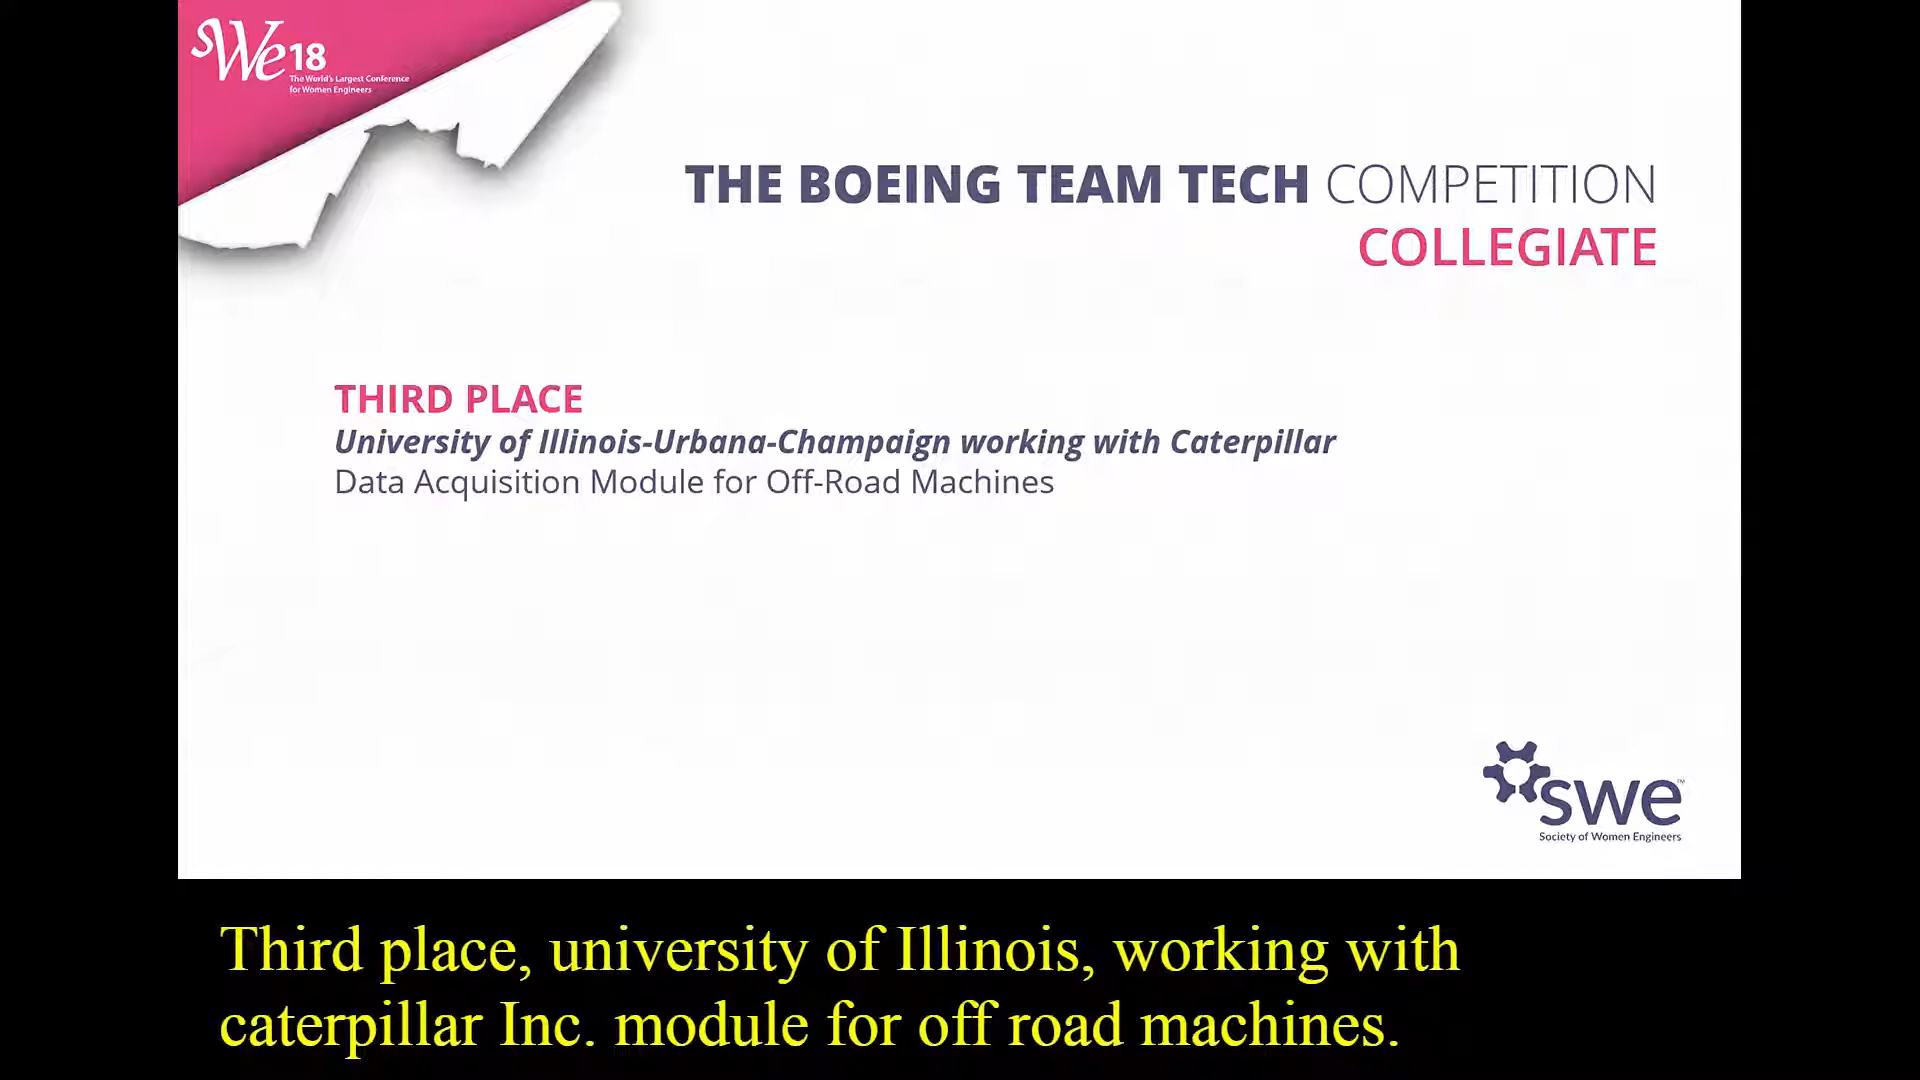 sWe18
The World's Largest Conference
for Women Engineers
THE BOEING TEAM TECH COMPETITION
COLLEGIATE
THIRD PLACE
University of Illinois-Urbana-Champaign working with Caterpillar
Data Acquisition Module for Off-Road Machines
swe™
Society of Women Engineers
Third place, university of Illinois, working with
caterpillar Inc. module for off road machines.